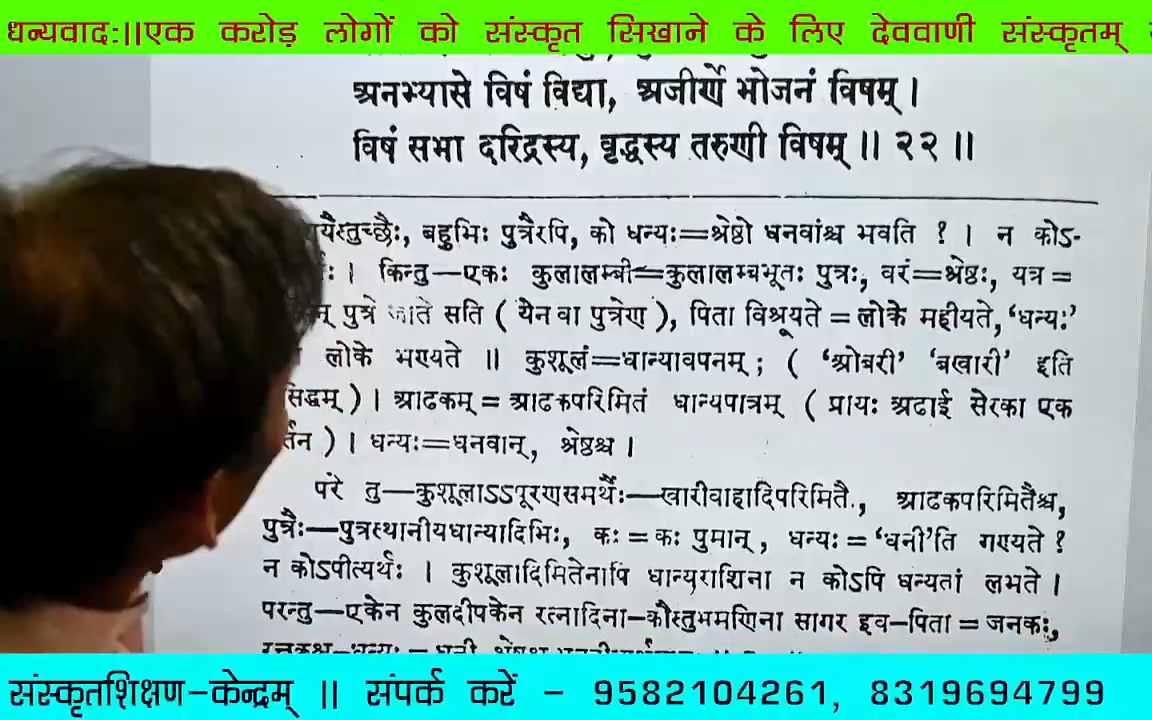 धन्यवादः||एक करोड़ लोगों को संस्कृत सिखाने के लिए देववाणी संस्कृतम्
अनभ्यासे विषं विद्या, अजीर्णे भोजनं विषम् ।
विषं सभा दरिद्रस्य, वृद्धस्य तरुणी विषम् ॥ २२ ॥
बहुभिः पुत्रैरपि, को धन्यः=श्रेष्ठो धनवांश्च भवति ? । न कोऽ-
। किन्तु—एकः कुलालम्बी=कुलालम्बभूतः पुत्रः, वरं=श्रेष्ठः, यत्र =
पुत्रे जाते सति ( येन वा पुत्रेण ), पिता विश्रूयते = लोके महीयते, ‘धन्यः’
लोके भण्यते ॥ कुशूलं=धान्यावपनम् ; ( ‘ओबरी’ ‘बखारी’ इति
सिद्धम् ) । आढकम् = आढकपरिमितं धान्यपात्रम् ( प्रायः अढाई सेरका एक
र्तन ) । धन्यः=धनवान्, श्रेष्ठश्च ।
परे तु—कुशूलाऽऽपूरणसमर्थैः—खारीवाहादिपरिमितै., आढकपरिमितैश्च,
पुत्रैः—पुत्रस्थानीयधान्यादिभिः, कः = कः पुमान् , धन्यः = ‘धनी’ति गण्यते ?
न कोऽपीत्यर्थः । कुशूलादिमितेनापि धान्यराशिना न कोऽपि धन्यतां लभते ।
परन्तु—एकेन कुलदीपकेन रत्नादिना—कौस्तुभमणिना सागर इव—पिता = जनकः,
संस्कृतशिक्षण-केन्द्रम् || संपर्क करें - 9582104261, 8319694799